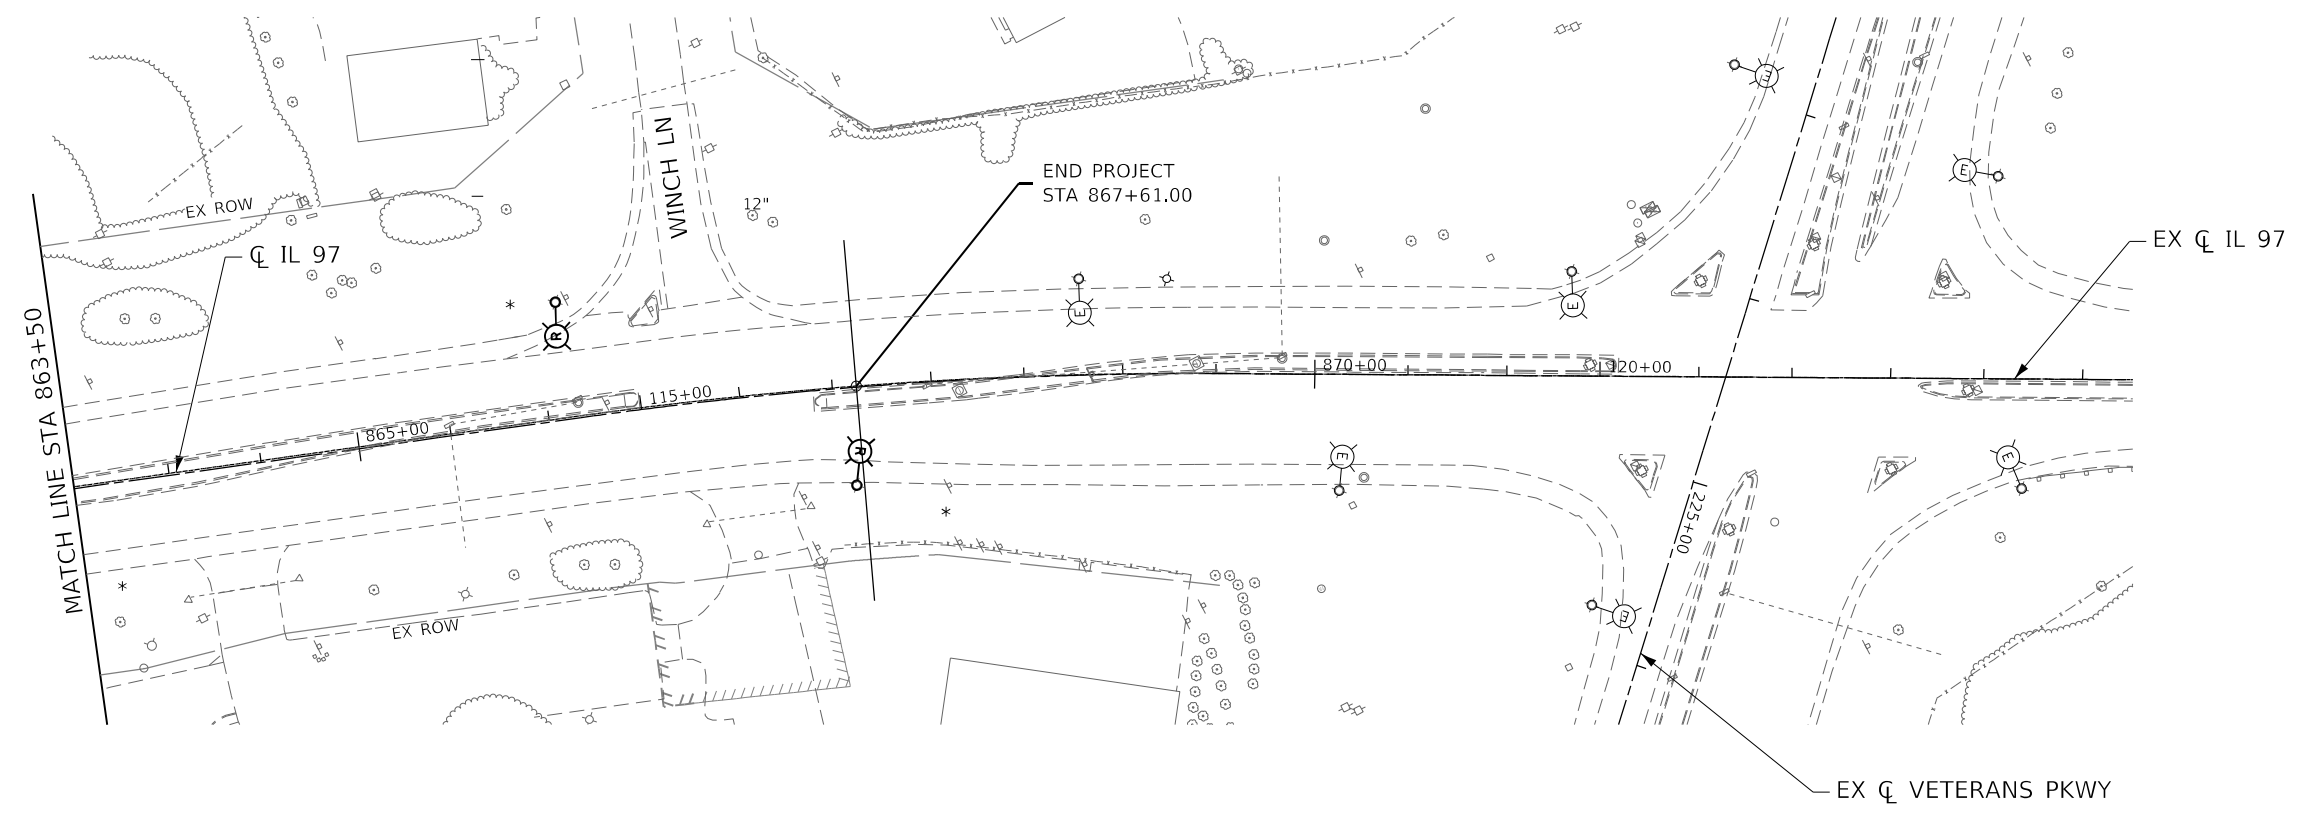 END PROJECT
STA 867+61.00
WINCH LN
12"
EX ROW
℄ IL 97
EX ℄ IL 97
MATCH LINE STA 863+50
E
E
E
E
R
870+00
120+00
115+00
865+00
R
E
E
225+00
*
*
*
E
EX ROW
EX ℄ VETERANS PKWY